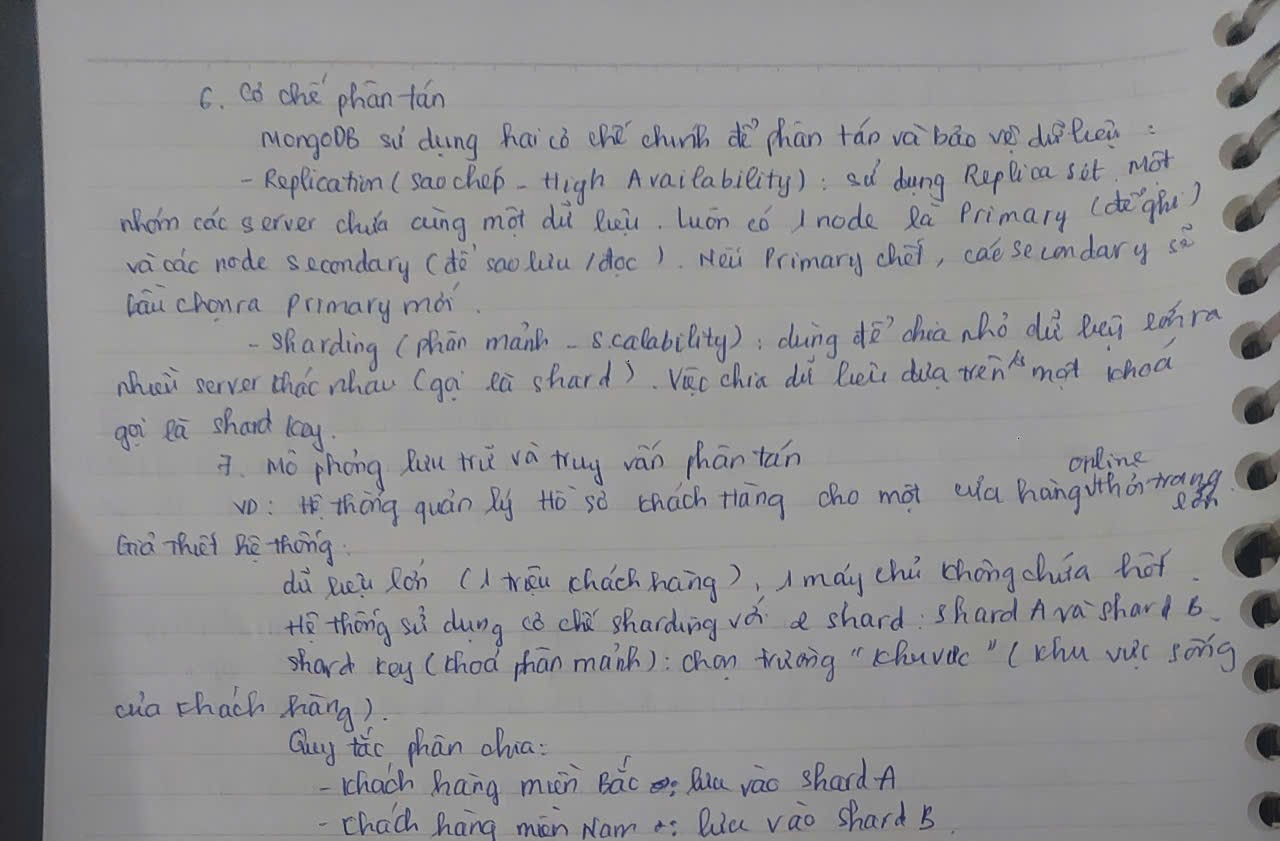 6. Cơ chế phân tán
MongoDB sử dụng hai cơ chế chính để phân tán và bảo vệ dữ liệu :
- Replication ( sao chép - High Availability ) : sử dụng Replica sét. Một
nhóm các server chứa cùng một dữ liệu. Luôn có 1 node là Primary (để ghi)
và các node secondary ( để sao lưu / đọc ). Nếu Primary chết, các secondary sẽ
bầu chọn ra Primary mới.
- Sharding ( phân mảnh - Scalability ) : dùng để chia nhỏ dữ liệu lớn ra
nhiều server khác nhau ( gọi là shard ). Việc chia dữ liệu dựa trên một khoá
gọi là shard key.
7. Mô phỏng lưu trữ và truy vấn phân tán
online
VD : Hệ thống quản lý Hồ sơ khách Hàng cho một cửa hàng thời trang
lớn.
Giả thiết hệ thống :
dữ liệu lớn ( 1 triệu khách hàng ), 1 máy chủ không chứa hết.
Hệ thống sử dụng cơ chế sharding với 2 shard : shard A và shard B.
shard key ( khoá phân mảnh ) : chọn trường "khuvuc" ( khu vực sống
của khách hàng ).
Quy tắc phân chia :
- khách hàng miền Bắc : lưu vào shard A
- khách hàng miền Nam : lưu vào shard B